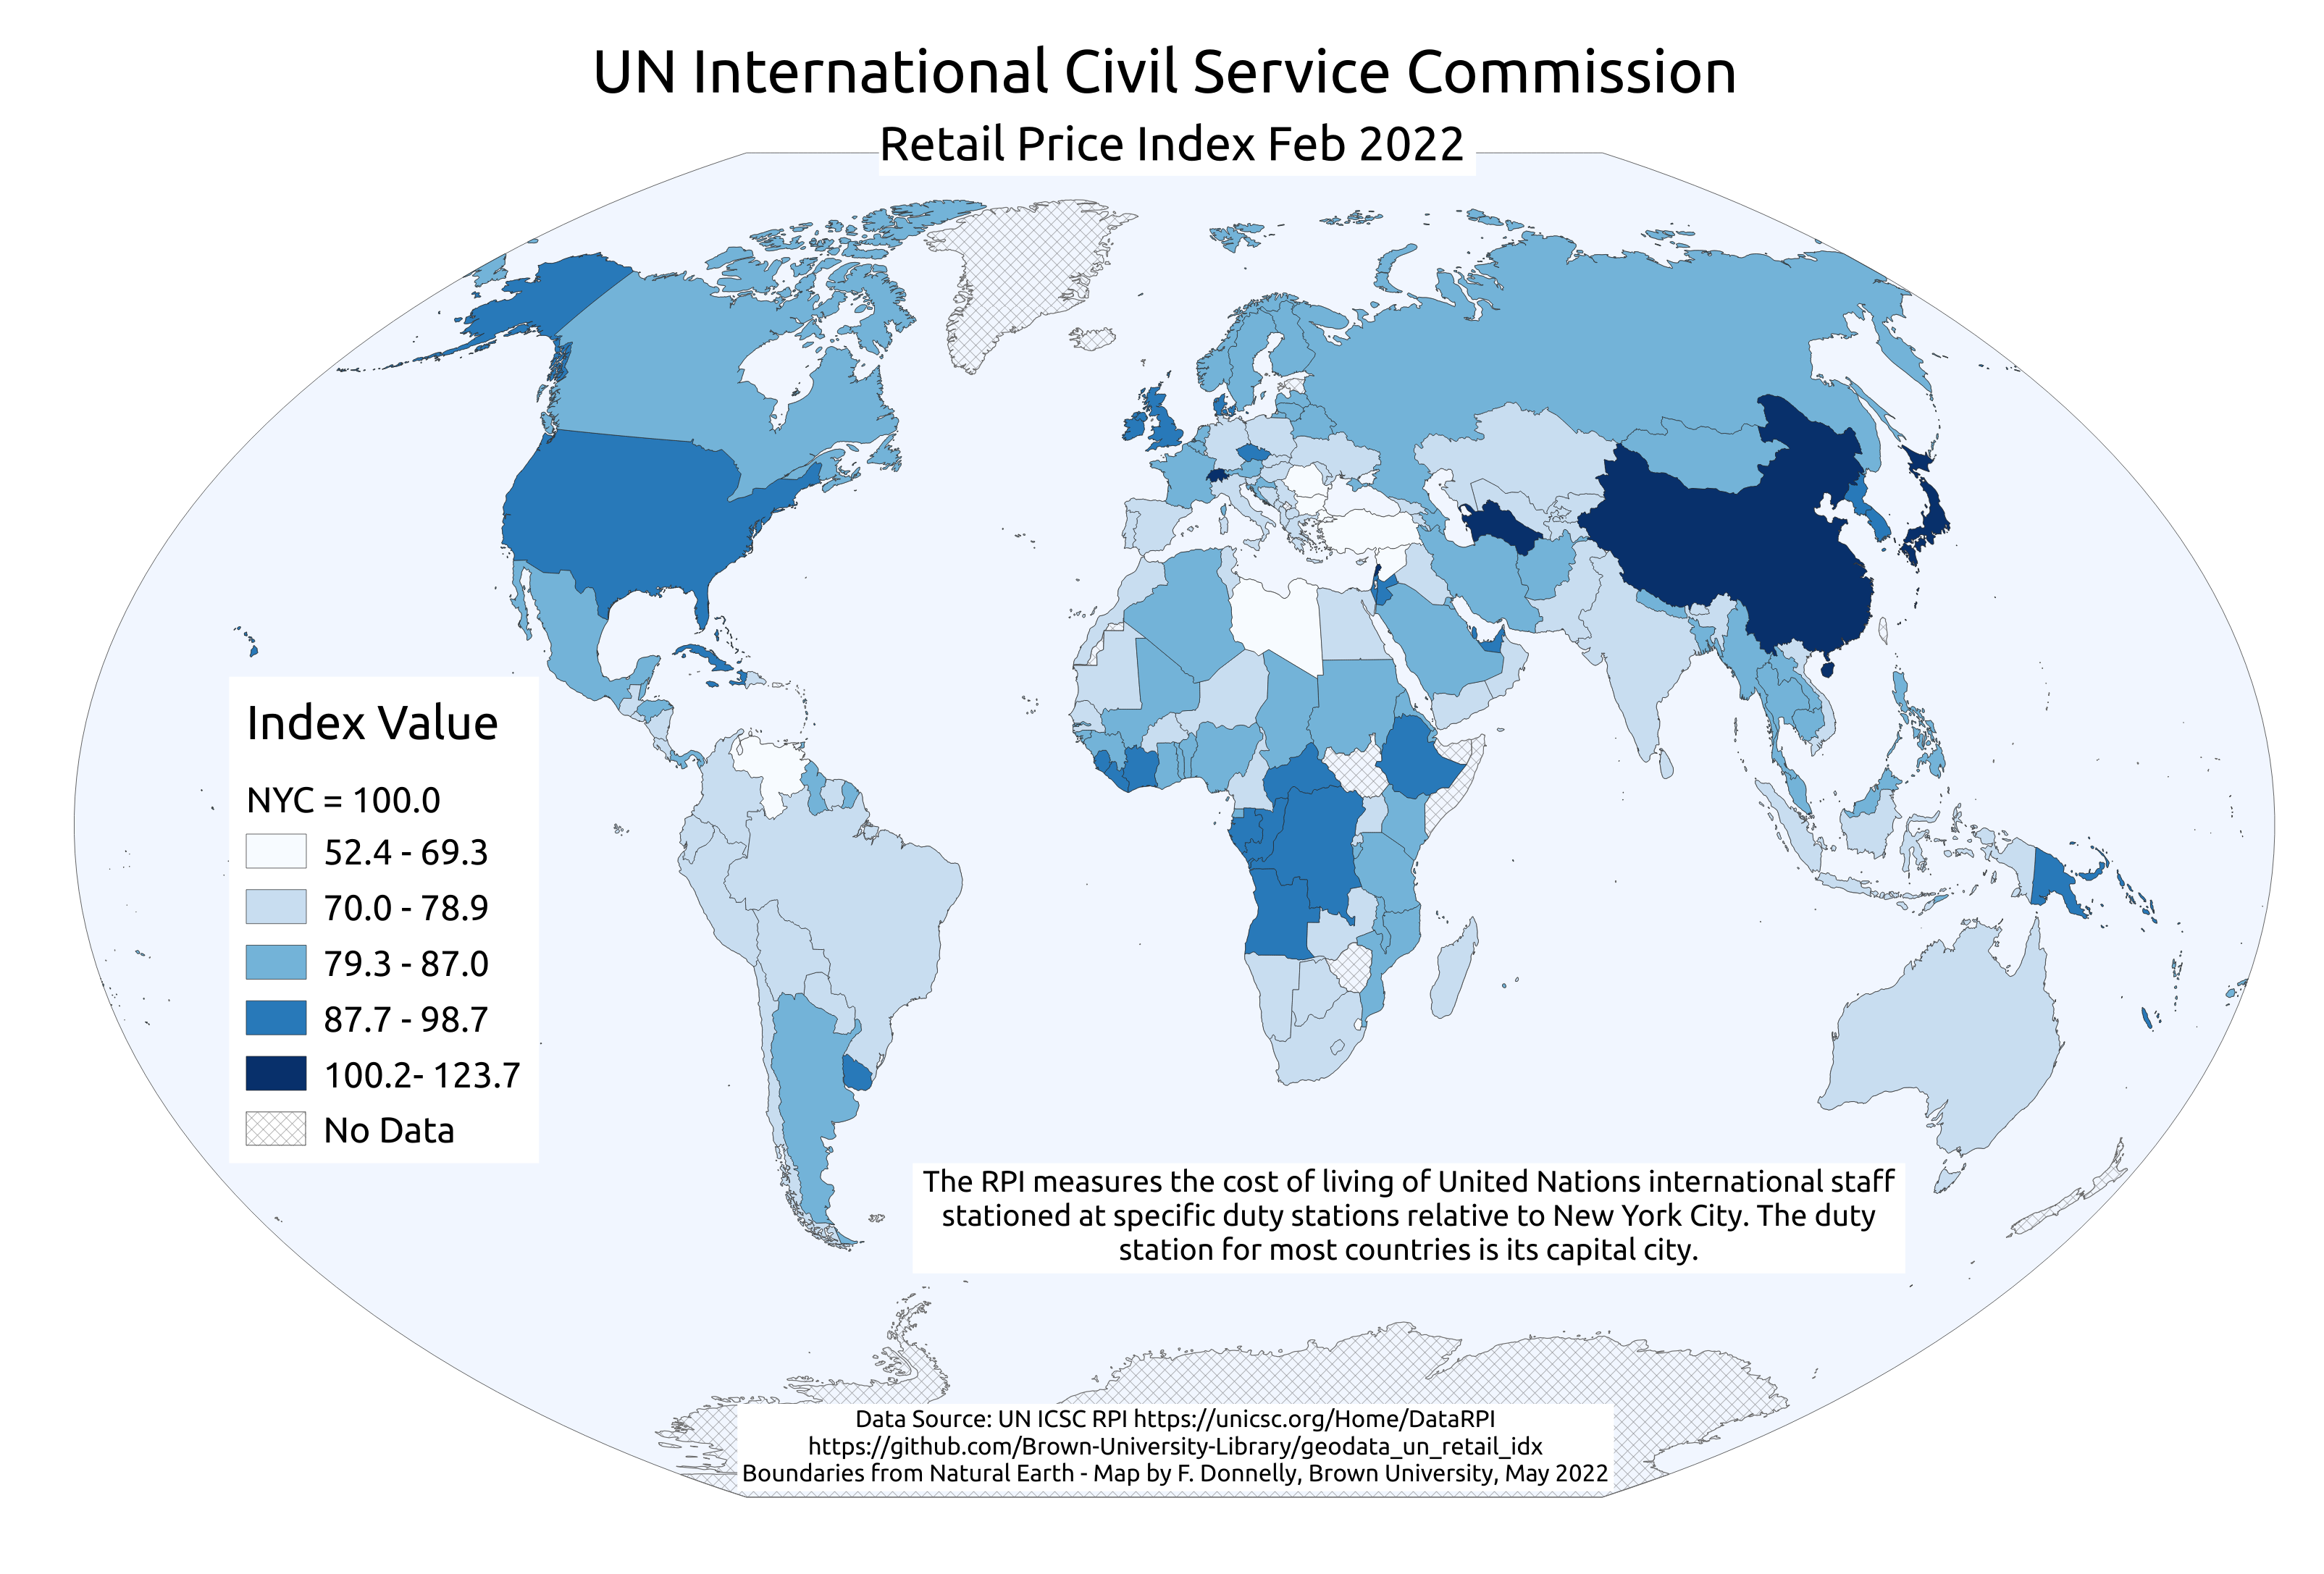 UN International Civil Service Commission
Retail Price Index Feb 2022
Index Value
NYC = 100.0
52.4 - 69.3
70.0 - 78.9
79.3 - 87.0
87.7 - 98.7
100.2- 123.7
No Data
The RPI measures the cost of living of United Nations international staff
stationed at specific duty stations relative to New York City. The duty
station for most countries is its capital city.
Data Source: UN ICSC RPI https://unicsc.org/Home/DataRPI
https://github.com/Brown-University-Library/geodata_un_retail_idx
Boundaries from Natural Earth - Map by F. Donnelly, Brown University, May 2022